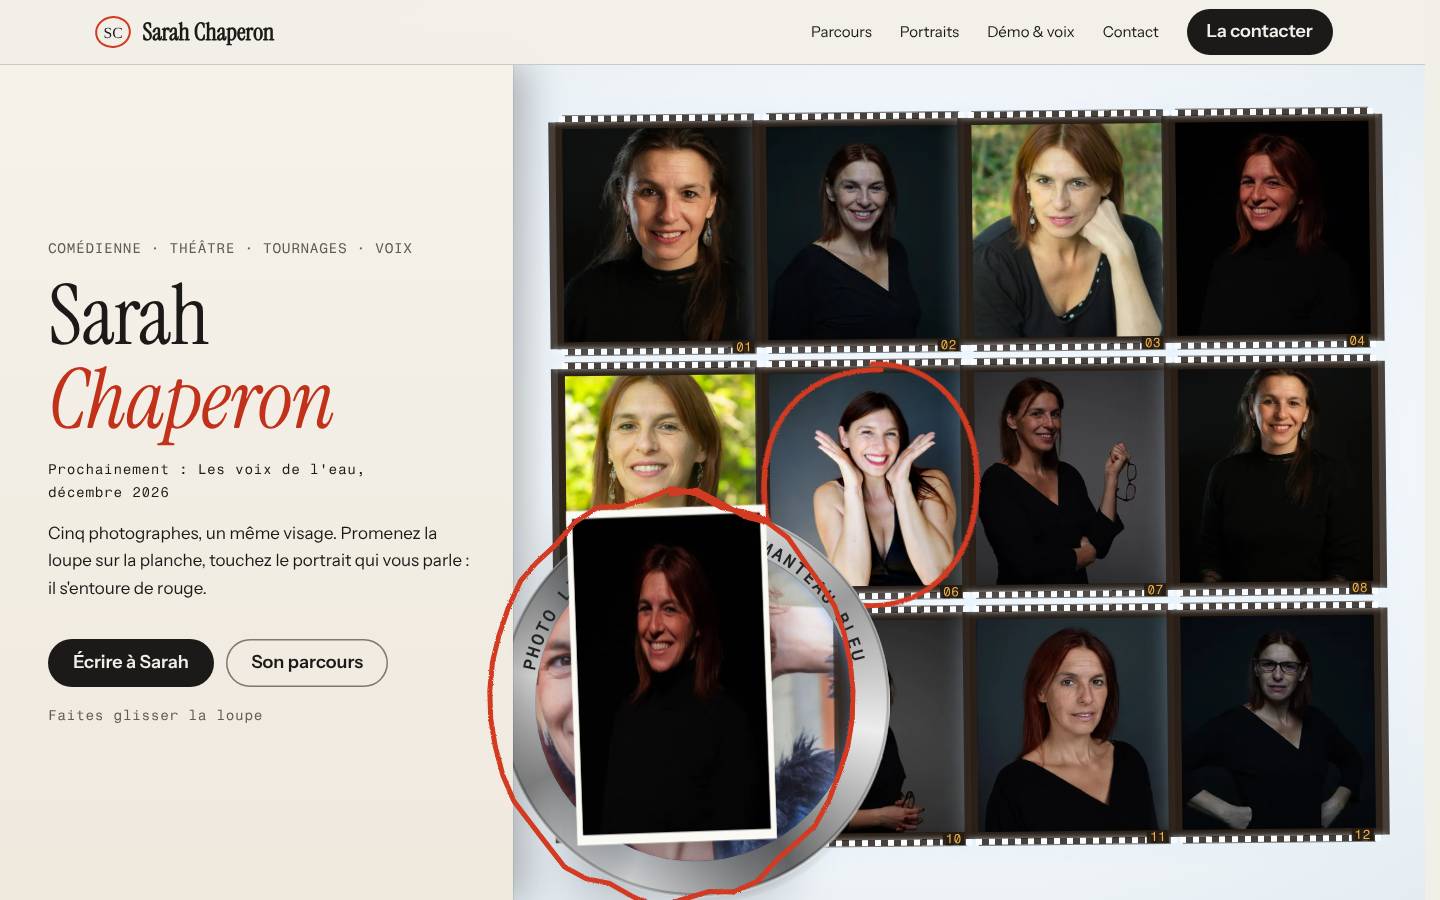 SC Sarah Chaperon
Parcours
Portraits
Démo & voix
Contact
La contacter
COMÉDIENNE · THÉÂTRE · TOURNAGES · VOIX
Sarah
Chaperon
Prochainement : Les voix de l'eau,
décembre 2026
Cinq photographes, un même visage. Promenez la
loupe sur la planche, touchez le portrait qui vous parle :
il s'entoure de rouge.
Écrire à Sarah
Son parcours
Faites glisser la loupe
01
02
03
04
06
07
08
PHOTO
MANTEAU BLEU
10
11
12